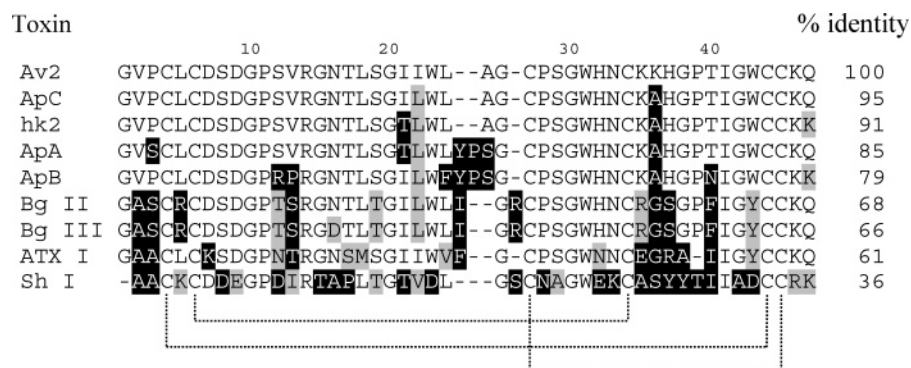 Toxin % identity
10 20 30 40
Av2 GVPCLCDSDGPSVRGNTLSGIIWL--AG-CPSGWHNCKKHGPTIGWCCKQ 100
ApC GVPCLCDSDGPSVRGNTLSGILWL--AG-CPSGWHNCKAHGPTIGWCCKQ 95
hk2 GVPCLCDSDGPSVRGNTLSGTLWL--AG-CPSGWHNCKAHGPTIGWCCKK 91
ApA GVSCLCDSDGPSVRGNTLSGTLWLYPSG-CPSGWHNCKAHGPTIGWCCKQ 85
ApB GVPCLCDSDGPRPRGNTLSGILWFYPSG-CPSGWHNCKAHGPNIGWCCKK 79
Bg II GASCRCDSDGPTSRGNTLTGILWLI--GRCPSGWHNCRGSGPFIGYCCKQ 68
Bg III GASCRCDSDGPTSRGDTLTGILWLI--GRCPSGWHNCRGSGPFIGYCCKQ 66
ATX I GAACLCKSDGPNTRGNSMSGIIWVF--G-CPSGWNNCEGRA-IIGYCCKQ 61
Sh I -AACKCDDEGPDIRTAPLTGTVDL---GSCNAGWEKCASYYTIIADCCRK 36